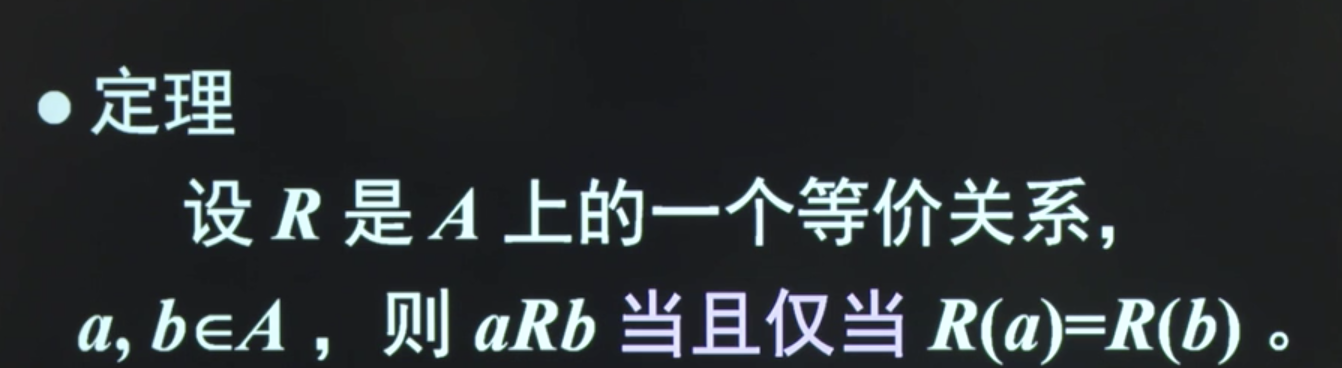 ● 定理
设 R 是 A 上的一个等价关系，
a, b∈A ， 则 aRb 当且仅当 R(a)=R(b) 。